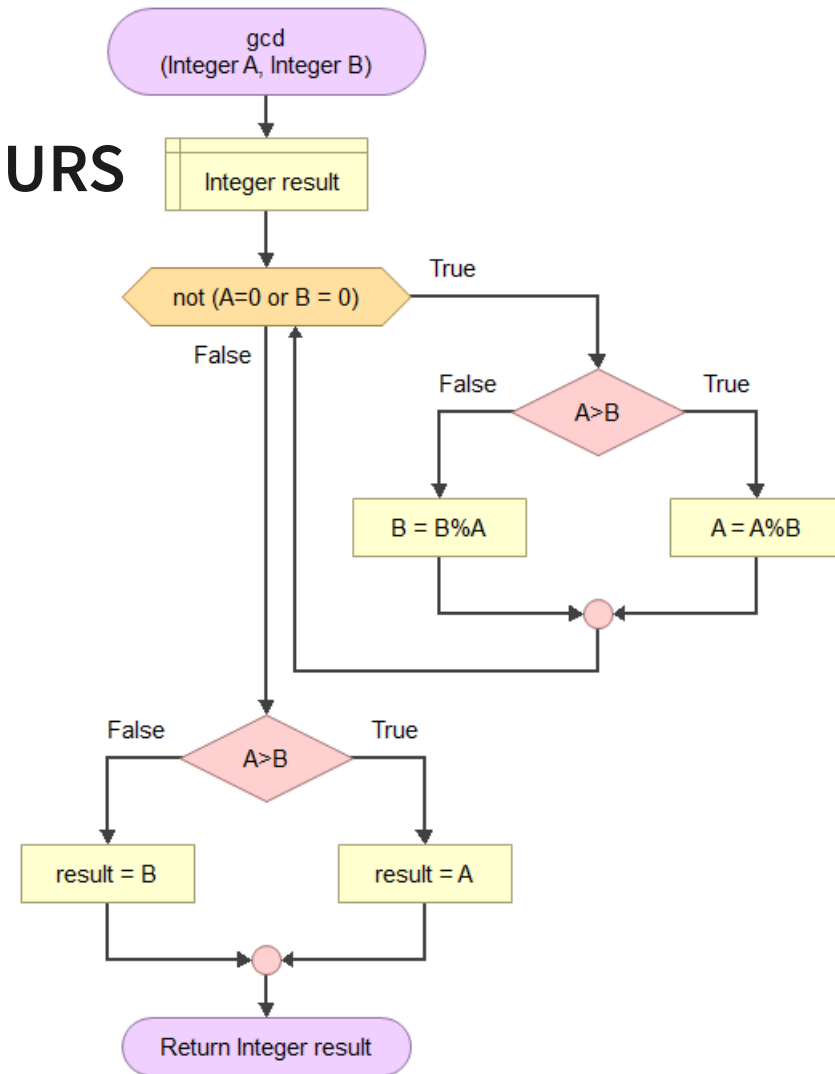 gcd
(Integer A, Integer B)
URS
Integer result
not (A=0 or B = 0)
True
False
False
True
A>B
B = B%A
A = A%B
False
True
A>B
result = B
result = A
Return Integer result